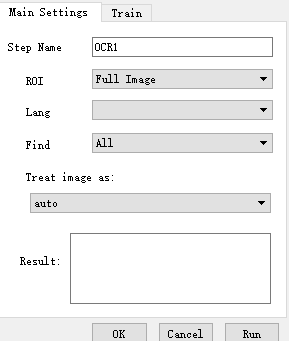 Main Settings Train
Step Name OCR1
ROI Full Image
Lang
Find All
Treat image as:
auto
Result:
OK Cancel Run